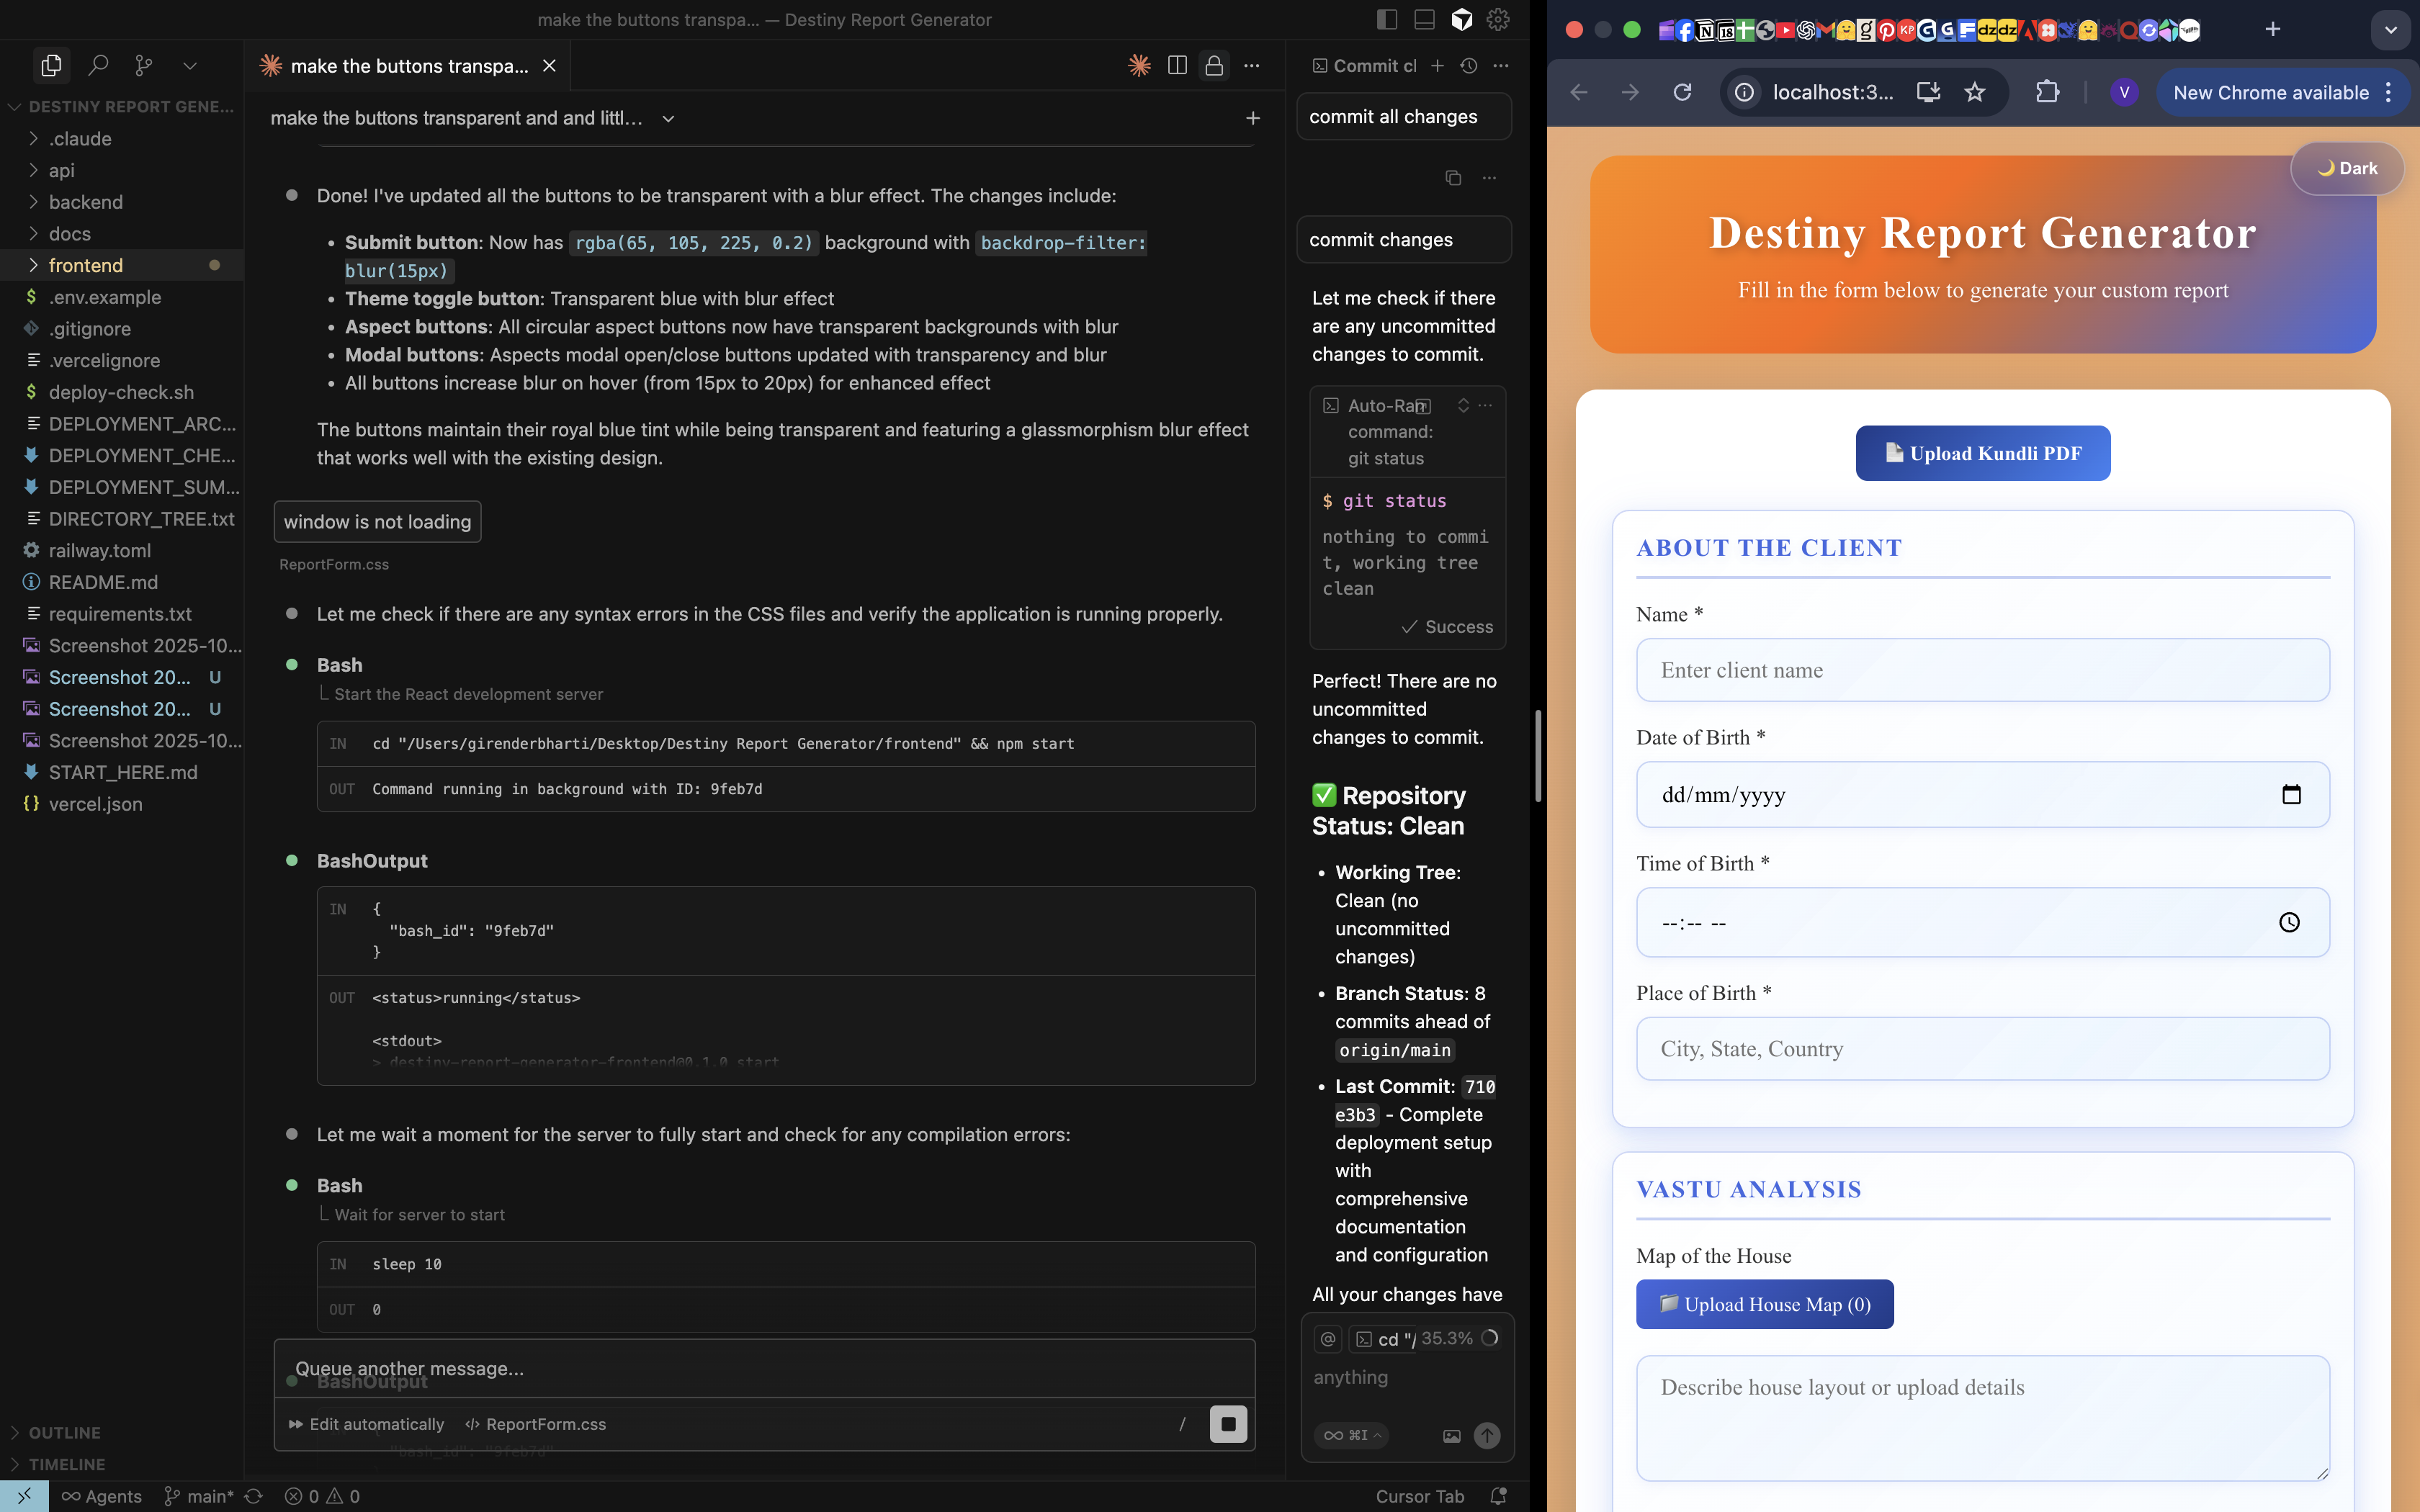 make the buttons transpa... — Destiny Report Generator
DESTINY REPORT GENE...
.claude
api
backend
docs
frontend
.env.example
.gitignore
.vercelignore
deploy-check.sh
DEPLOYMENT_ARC...
DEPLOYMENT_CHE...
DEPLOYMENT_SUM...
DIRECTORY_TREE.txt
railway.toml
README.md
requirements.txt
Screenshot 2025-10...
Screenshot 20... U
Screenshot 20... U
Screenshot 2025-10...
START_HERE.md
vercel.json
OUTLINE
TIMELINE
make the buttons transpa...
make the buttons transparent and and littl...
Done! I've updated all the buttons to be transparent with a blur effect. The changes include:
• Submit button: Now has rgba(65, 105, 225, 0.2) background with backdrop-filter:
blur(15px)
• Theme toggle button: Transparent blue with blur effect
• Aspect buttons: All circular aspect buttons now have transparent backgrounds with blur
• Modal buttons: Aspects modal open/close buttons updated with transparency and blur
• All buttons increase blur on hover (from 15px to 20px) for enhanced effect
The buttons maintain their royal blue tint while being transparent and featuring a glassmorphism blur effect
that works well with the existing design.
window is not loading
ReportForm.css
Let me check if there are any syntax errors in the CSS files and verify the application is running properly.
Bash
Start the React development server
IN cd "/Users/girenderbharti/Desktop/Destiny Report Generator/frontend" && npm start
OUT Command running in background with ID: 9feb7d
BashOutput
IN {
"bash_id": "9feb7d"
}
OUT <status>running</status>
<stdout>
> destiny-report-generator-frontend@0.1.0 start
Let me wait a moment for the server to fully start and check for any compilation errors:
Bash
Wait for server to start
IN sleep 10
OUT 0
Queue another message...
BashOutput
Edit automatically </> ReportForm.css /
"bash_id": "9feb7d"
Commit cl
commit all changes
commit changes
Let me check if there
are any uncommitted
changes to commit.
Auto-Ran
command:
git status
$ git status
nothing to commi
t, working tree
clean
Success
Perfect! There are no
uncommitted
changes to commit.
✅ Repository
Status: Clean
• Working Tree:
Clean (no
uncommitted
changes)
• Branch Status: 8
commits ahead of
origin/main
• Last Commit: 710
e3b3 - Complete
deployment setup
with
comprehensive
documentation
and configuration
All your changes have
@ cd "/ 35.3%
anything
∞ ⌘I
Agents main* 0 0
Cursor Tab
localhost:3...
V
New Chrome available
🌙 Dark
Destiny Report Generator
Fill in the form below to generate your custom report
Upload Kundli PDF
ABOUT THE CLIENT
Name *
Enter client name
Date of Birth *
dd/mm/yyyy
Time of Birth *
--:-- --
Place of Birth *
City, State, Country
VASTU ANALYSIS
Map of the House
Upload House Map (0)
Describe house layout or upload details